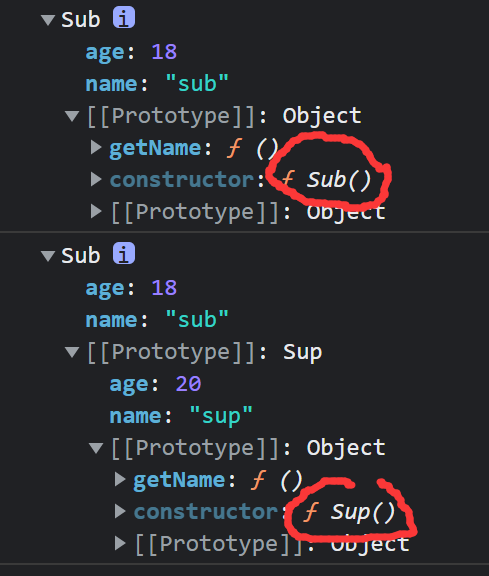 ▼ Sub i
age: 18
name: "sub"
▼ [[Prototype]]: Object
▶ getName: ƒ ()
▶ constructor: ƒ Sub()
▶ [[Prototype]]: Object
▼ Sub i
age: 18
name: "sub"
▼ [[Prototype]]: Sup
age: 20
name: "sup"
▼ [[Prototype]]: Object
▶ getName: ƒ ()
▶ constructor: ƒ Sup()
▶ [[Prototype]]: Object